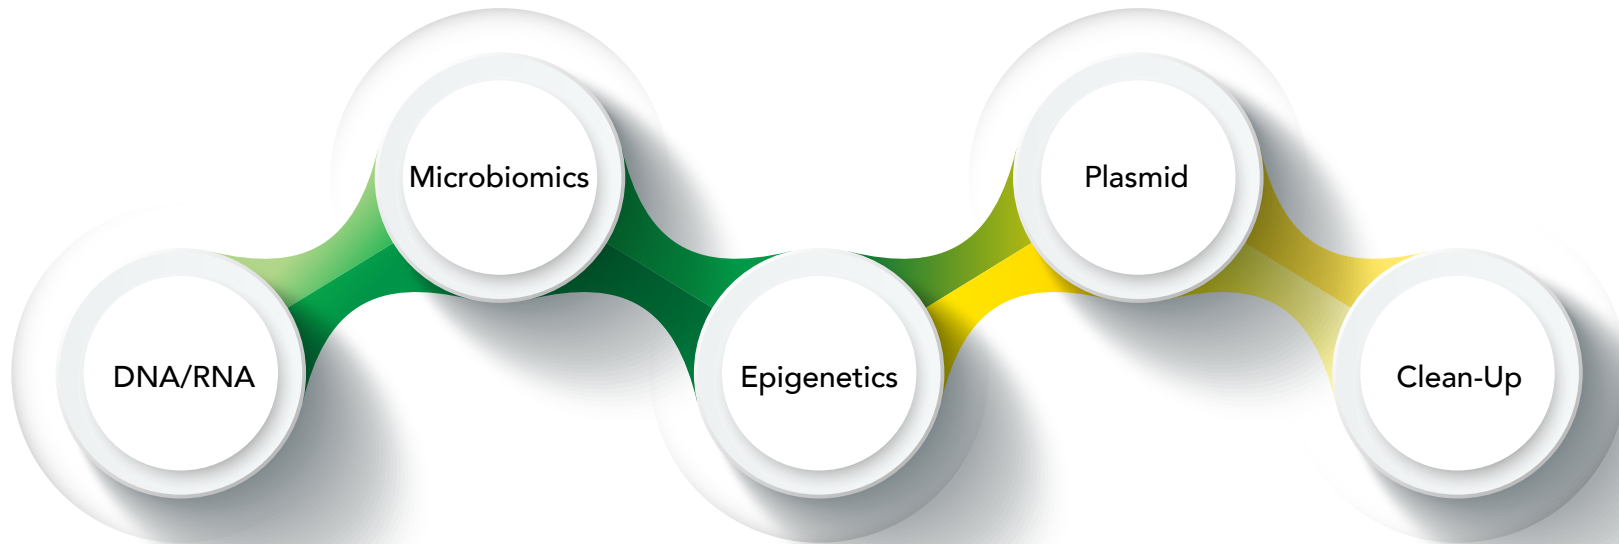 DNA/RNA
Microbiomics
Epigenetics
Plasmid
Clean-Up